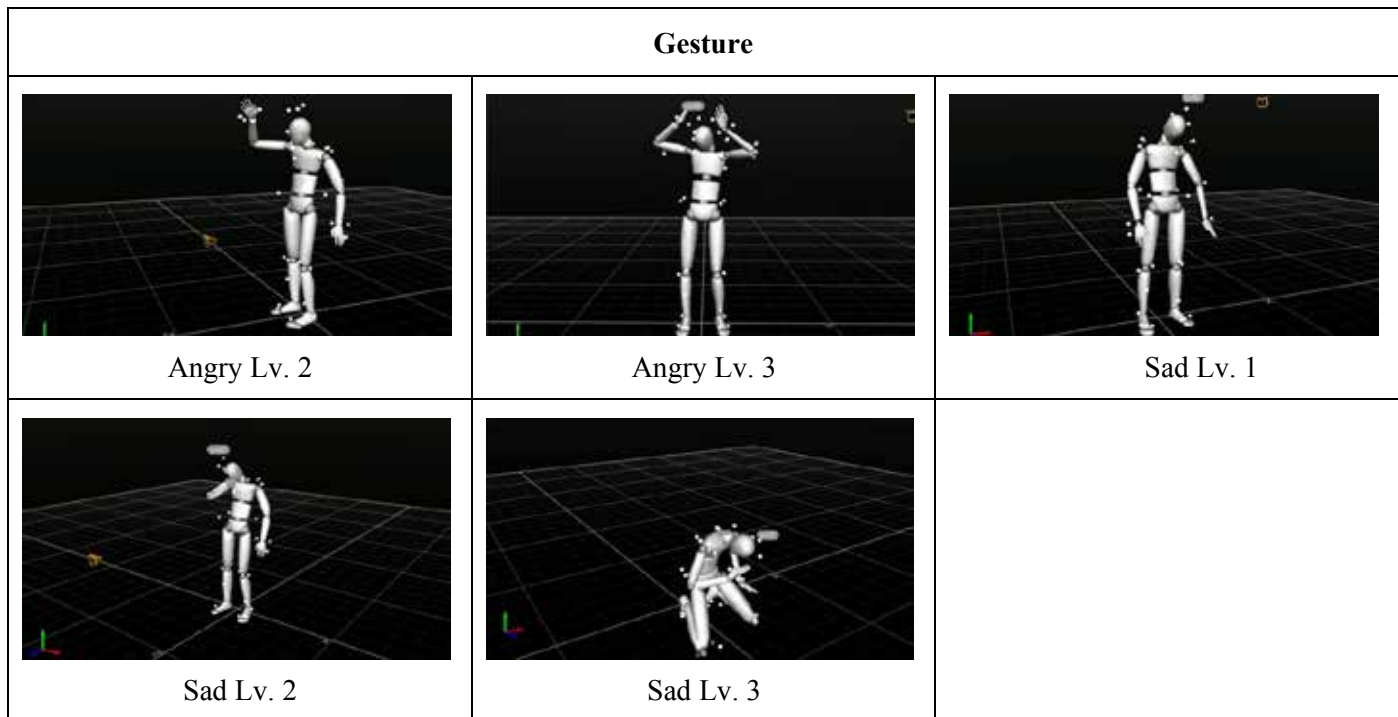 Gesture
Angry Lv. 2
Angry Lv. 3
Sad Lv. 1
Sad Lv. 2
Sad Lv. 3